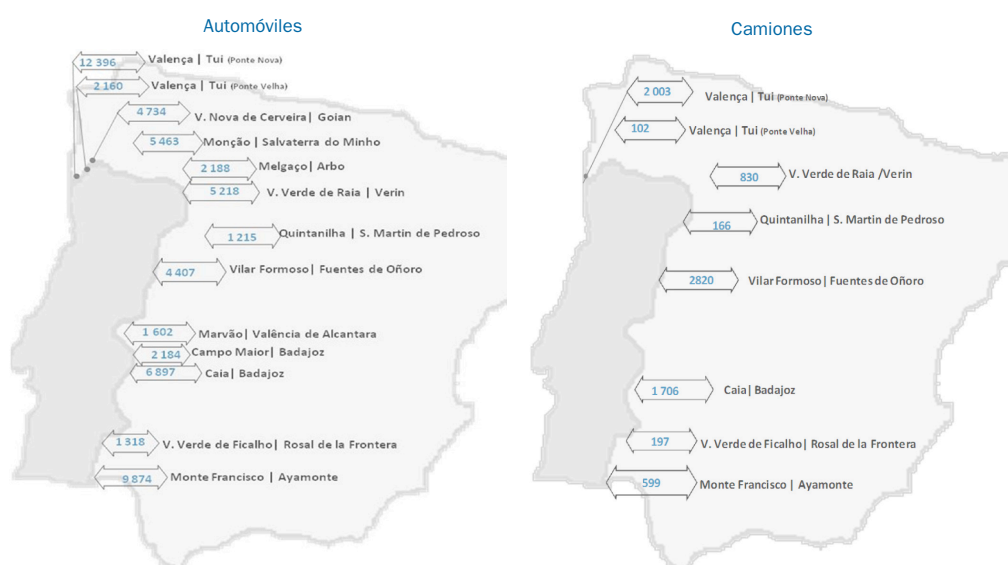 Automóviles
12 396 Valença | Tui (Ponte Nova)
2 160 Valença | Tui (Ponte Velha)
4 734 V. Nova de Cerveira| Goian
5 463 Monção | Salvaterra do Minho
2 188 Melgaço | Arbo
5 218 V. Verde de Raia | Verin
1 215 Quintanilha | S. Martin de Pedroso
4 407 Vilar Formoso| Fuentes de Oñoro
1 602 Marvão| Valência de Alcantara
2 184 Campo Maior| Badajoz
6 897 Caia| Badajoz
1 318 V. Verde de Ficalho| Rosal de la Frontera
9 874 Monte Francisco | Ayamonte
Camiones
2 003 Valença | Tui (Ponte Nova)
102 Valença | Tui (Ponte Velha)
830 V. Verde de Raia /Verin
166 Quintanilha | S. Martin de Pedroso
2820 Vilar Formoso| Fuentes de Oñoro
1 706 Caia| Badajoz
197 V. Verde de Ficalho| Rosal de la Frontera
599 Monte Francisco | Ayamonte